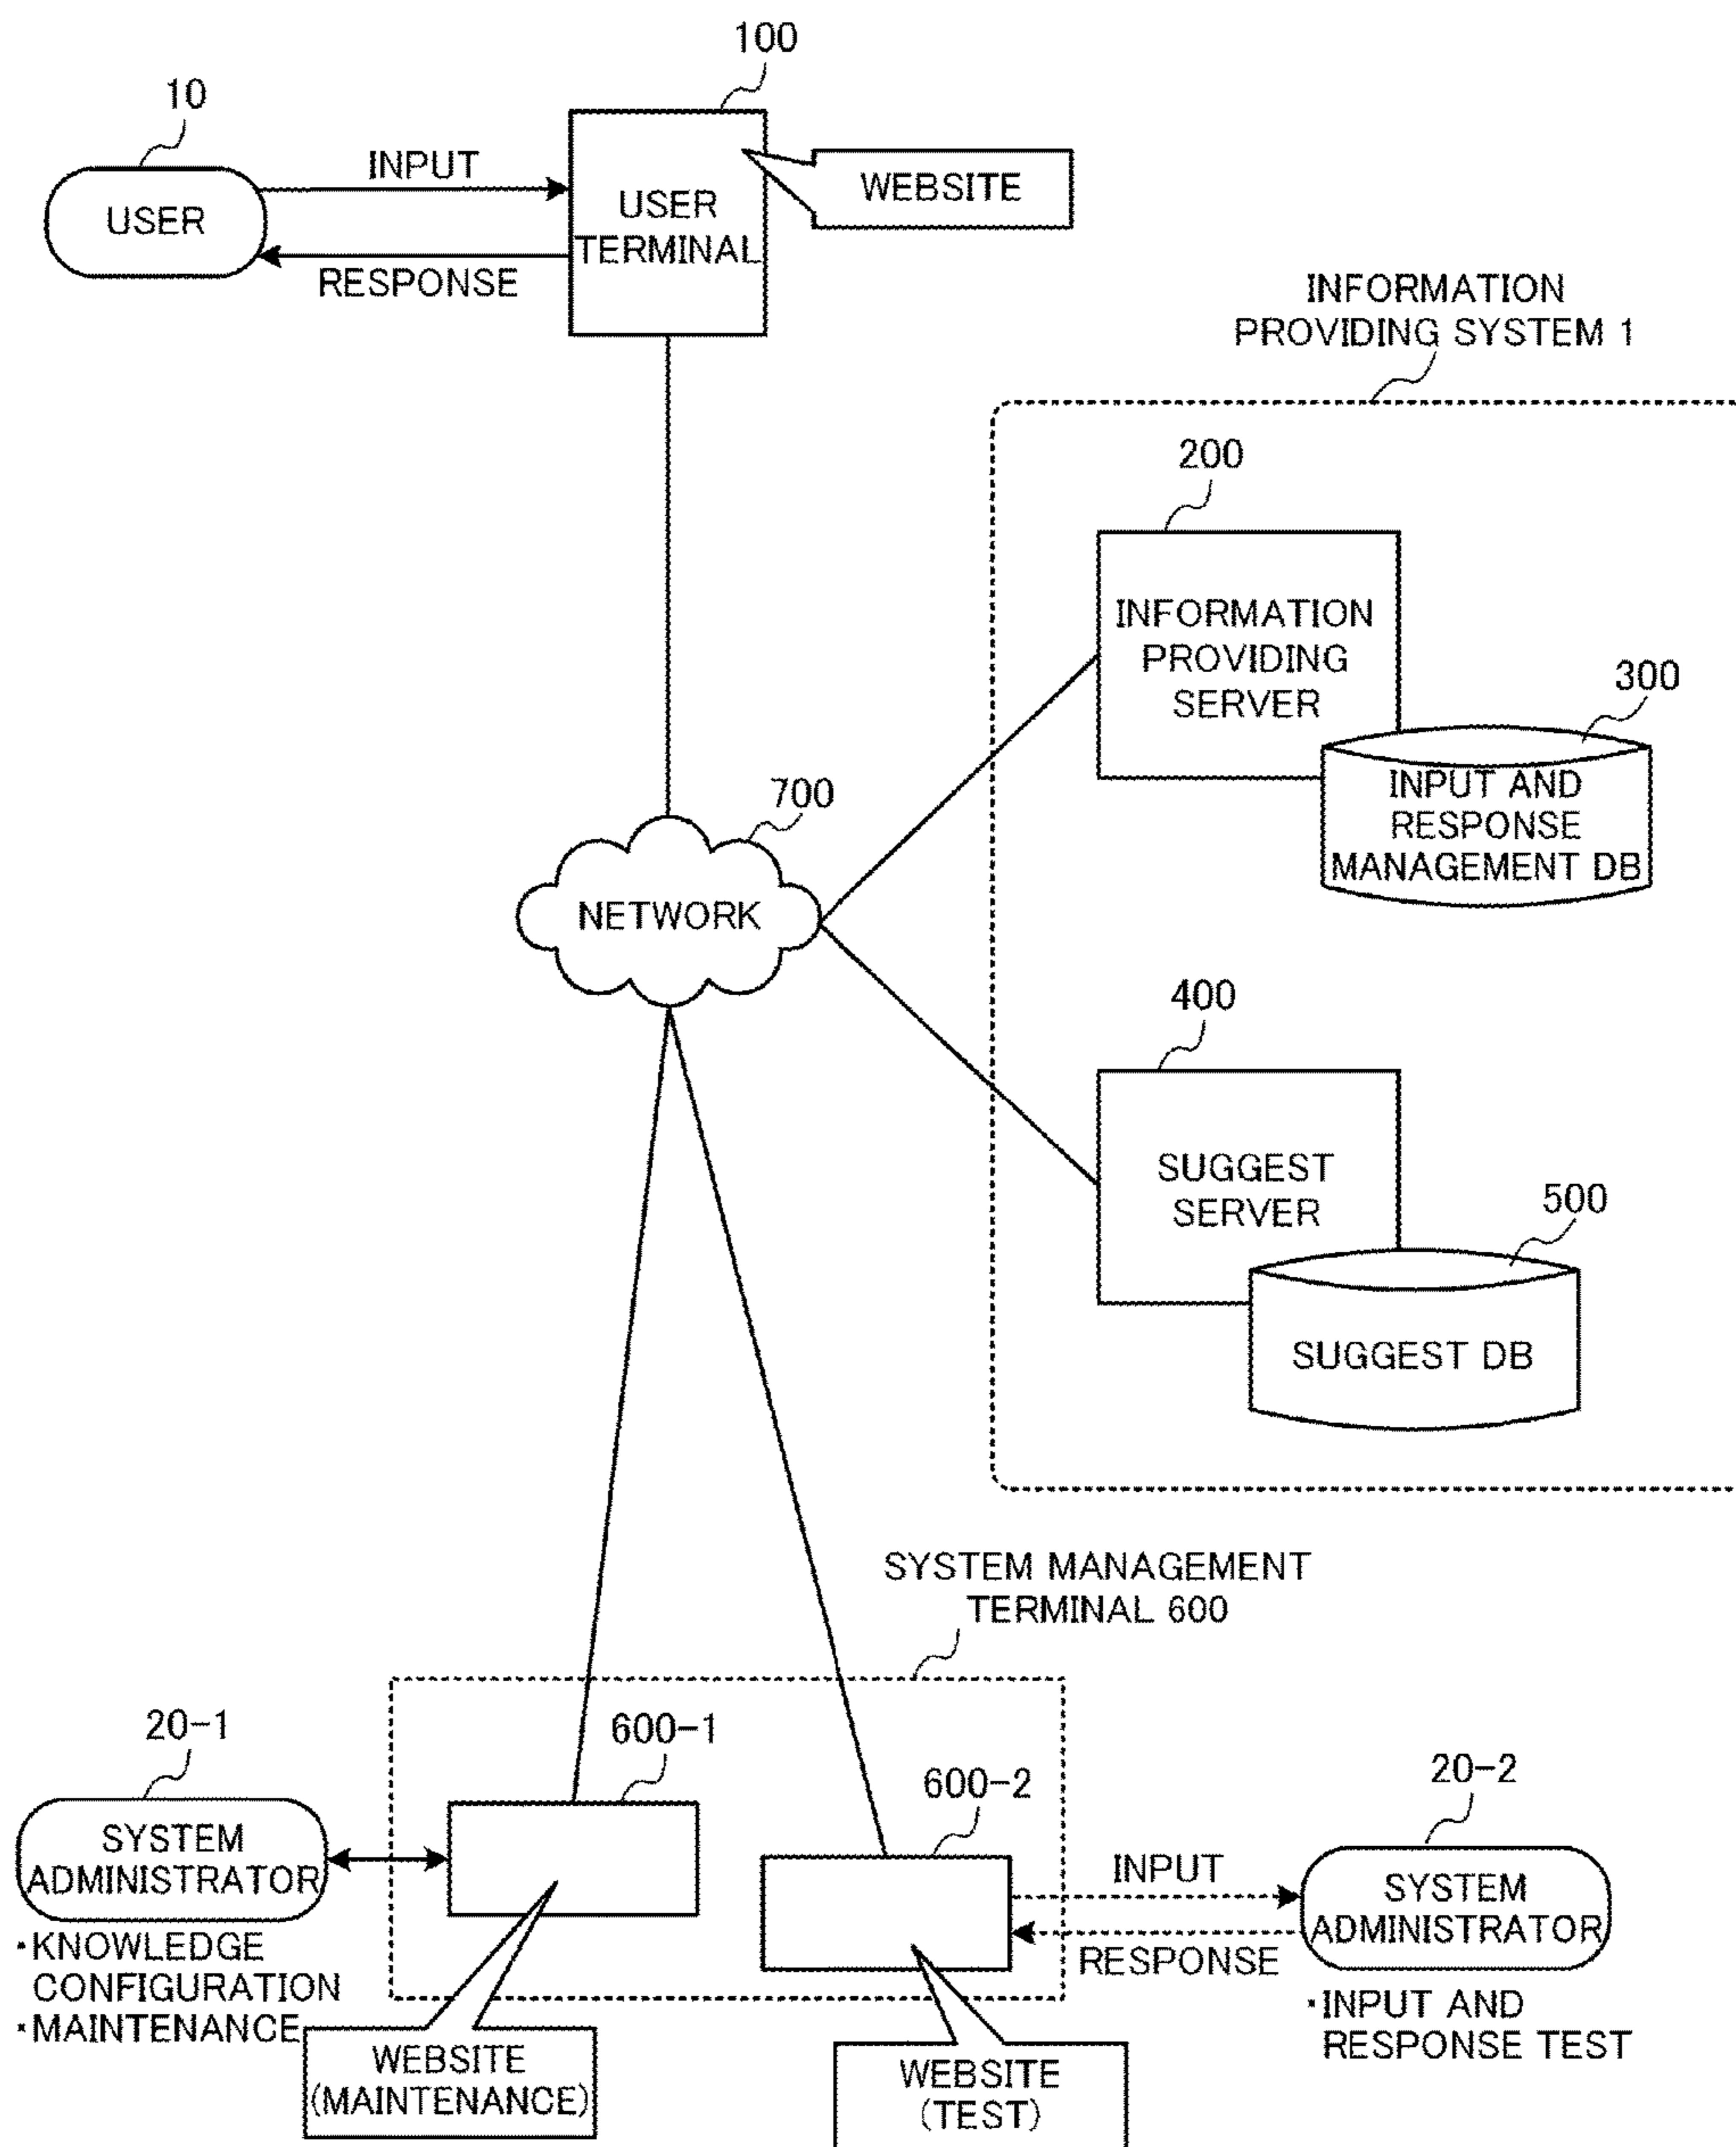 100
10
INPUT
USER
USER
TERMINAL
WEBSITE
RESPONSE
INFORMATION
PROVIDING SYSTEM 1
200
INFORMATION
PROVIDING
SERVER
300
INPUT AND
RESPONSE
MANAGEMENT DB
700
NETWORK
400
SUGGEST
SERVER
500
SUGGEST DB
SYSTEM MANAGEMENT
TERMINAL 600
20-1
600-1
600-2
20-2
SYSTEM
ADMINISTRATOR
INPUT
SYSTEM
ADMINISTRATOR
RESPONSE
・KNOWLEDGE
CONFIGURATION
・MAINTENANCE
・INPUT AND
RESPONSE TEST
WEBSITE
(MAINTENANCE)
WEBSITE
(TEST)